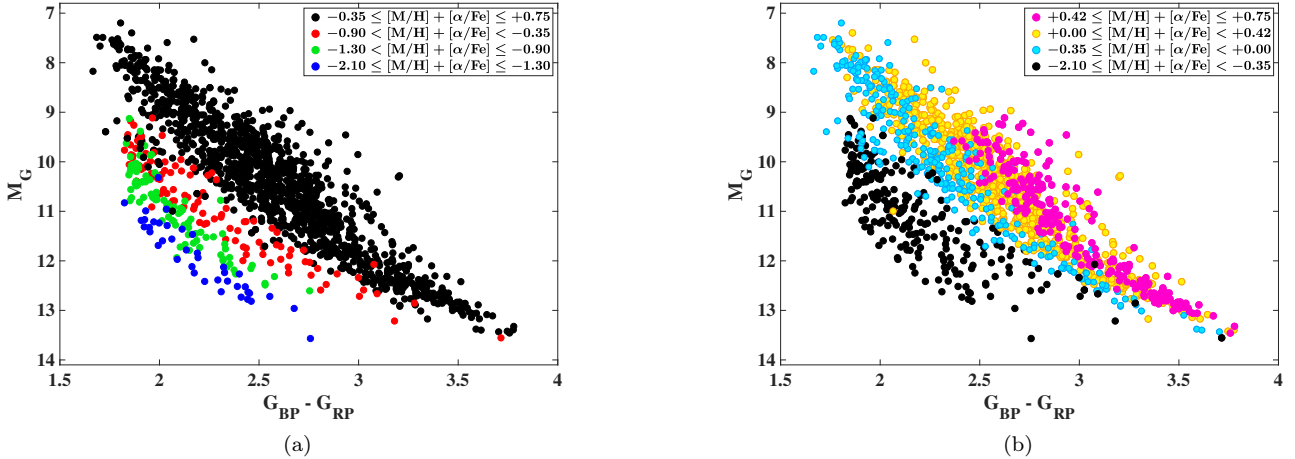 −0.35 ≤ [M/H] + [α/Fe] ≤ +0.75
−0.90 < [M/H] + [α/Fe] < −0.35
−1.30 < [M/H] + [α/Fe] ≤ −0.90
−2.10 ≤ [M/H] + [α/Fe] ≤ −1.30
7
8
9
10
11
12
13
14
M_G
1.5 2 2.5 3 3.5 4
G_BP - G_RP
(a)
+0.42 ≤ [M/H] + [α/Fe] ≤ +0.75
+0.00 ≤ [M/H] + [α/Fe] < +0.42
−0.35 ≤ [M/H] + [α/Fe] < +0.00
−2.10 ≤ [M/H] + [α/Fe] < −0.35
7
8
9
10
11
12
13
14
M_G
1.5 2 2.5 3 3.5 4
G_BP - G_RP
(b)